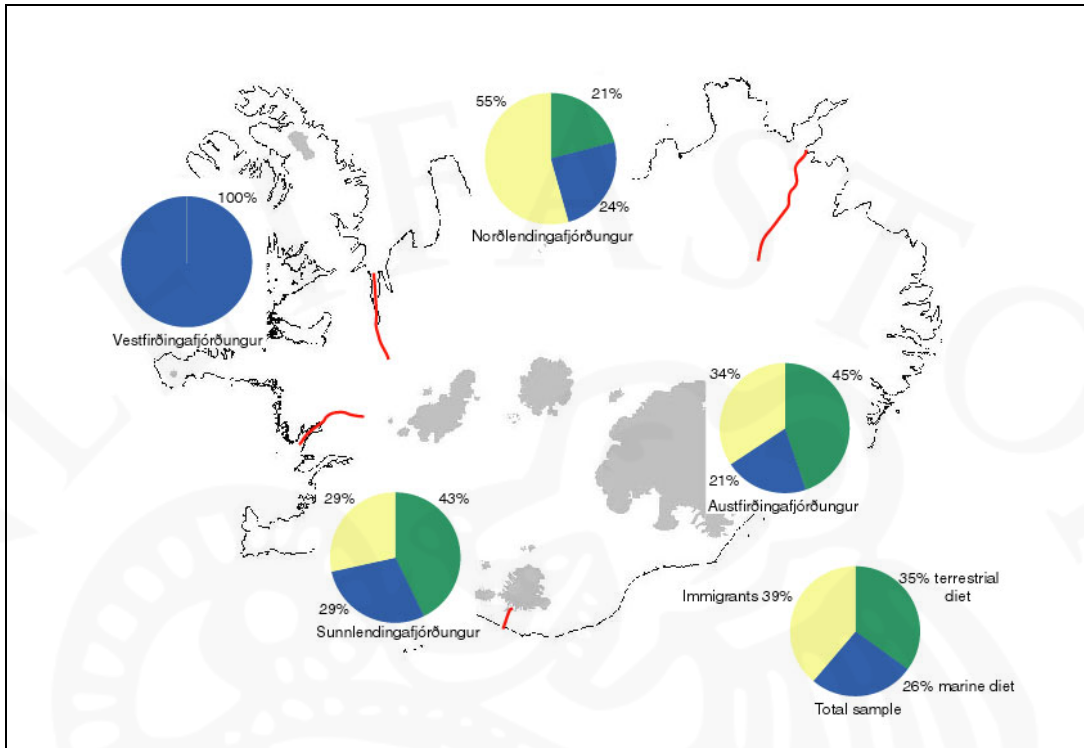 55%
21%
24%
Norðlendingafjórðungur
100%
Vestfirðingafjórðungur
34%
45%
21%
Austfirðingafjórðungur
29%
43%
29%
Sunnlendingafjórðungur
Immigrants 39%
35% terrestrial
diet
26% marine diet
Total sample